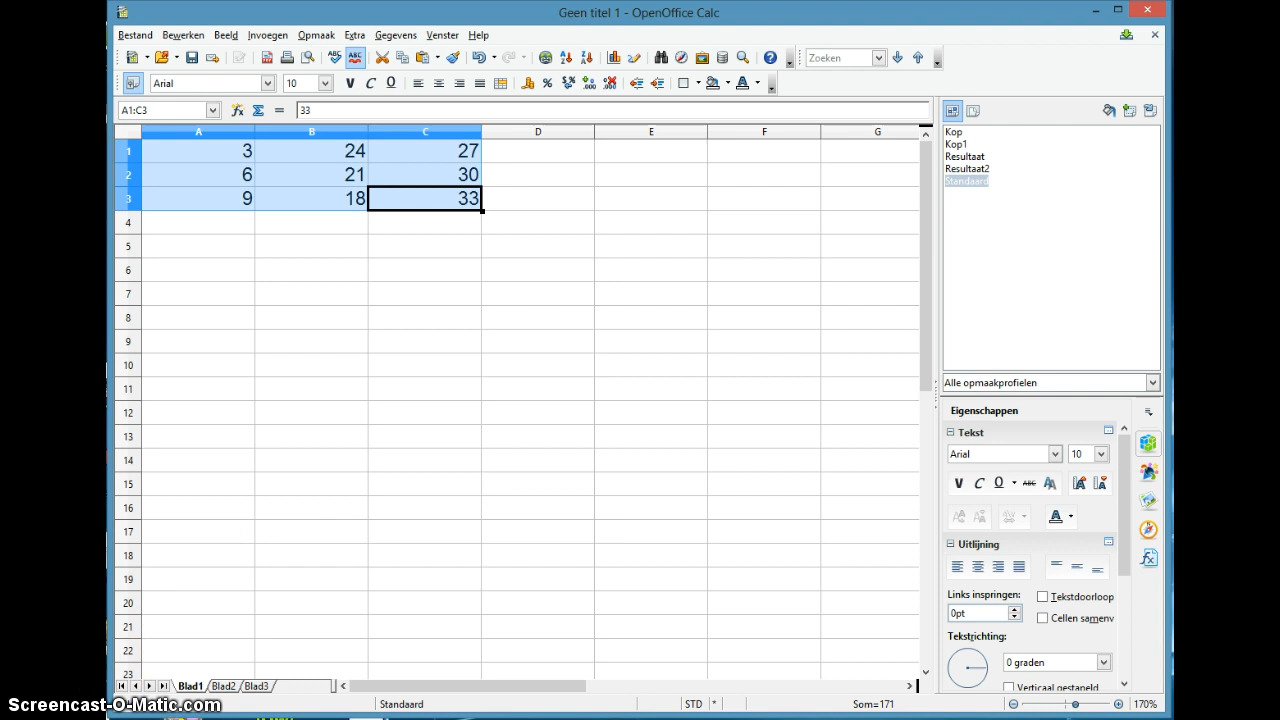 Geen titel 1 - OpenOffice Calc
Bestand Bewerken Beeld Invoegen Opmaak Extra Gegevens Venster Help
Zoeken
Arial 10
A1:C3 33
A B C D E F G
1 3 24 27
2 6 21 30
3 9 18 33
4
5
6
7
8
9
10
11
12
13
14
15
16
17
18
19
20
21
22
23
Kop
Kop1
Resultaat
Resultaat2
Standaard
Alle opmaakprofielen
Eigenschappen
Tekst
Arial 10
Uitlijning
Links inspringen: Tekstdoorloop
0pt Cellen samenv
Tekstrichting:
0 graden
Verticaal gestapeld
Blad1 Blad2 Blad3
Standaard STD * Som=171 170%
Screencast-O-Matic.com